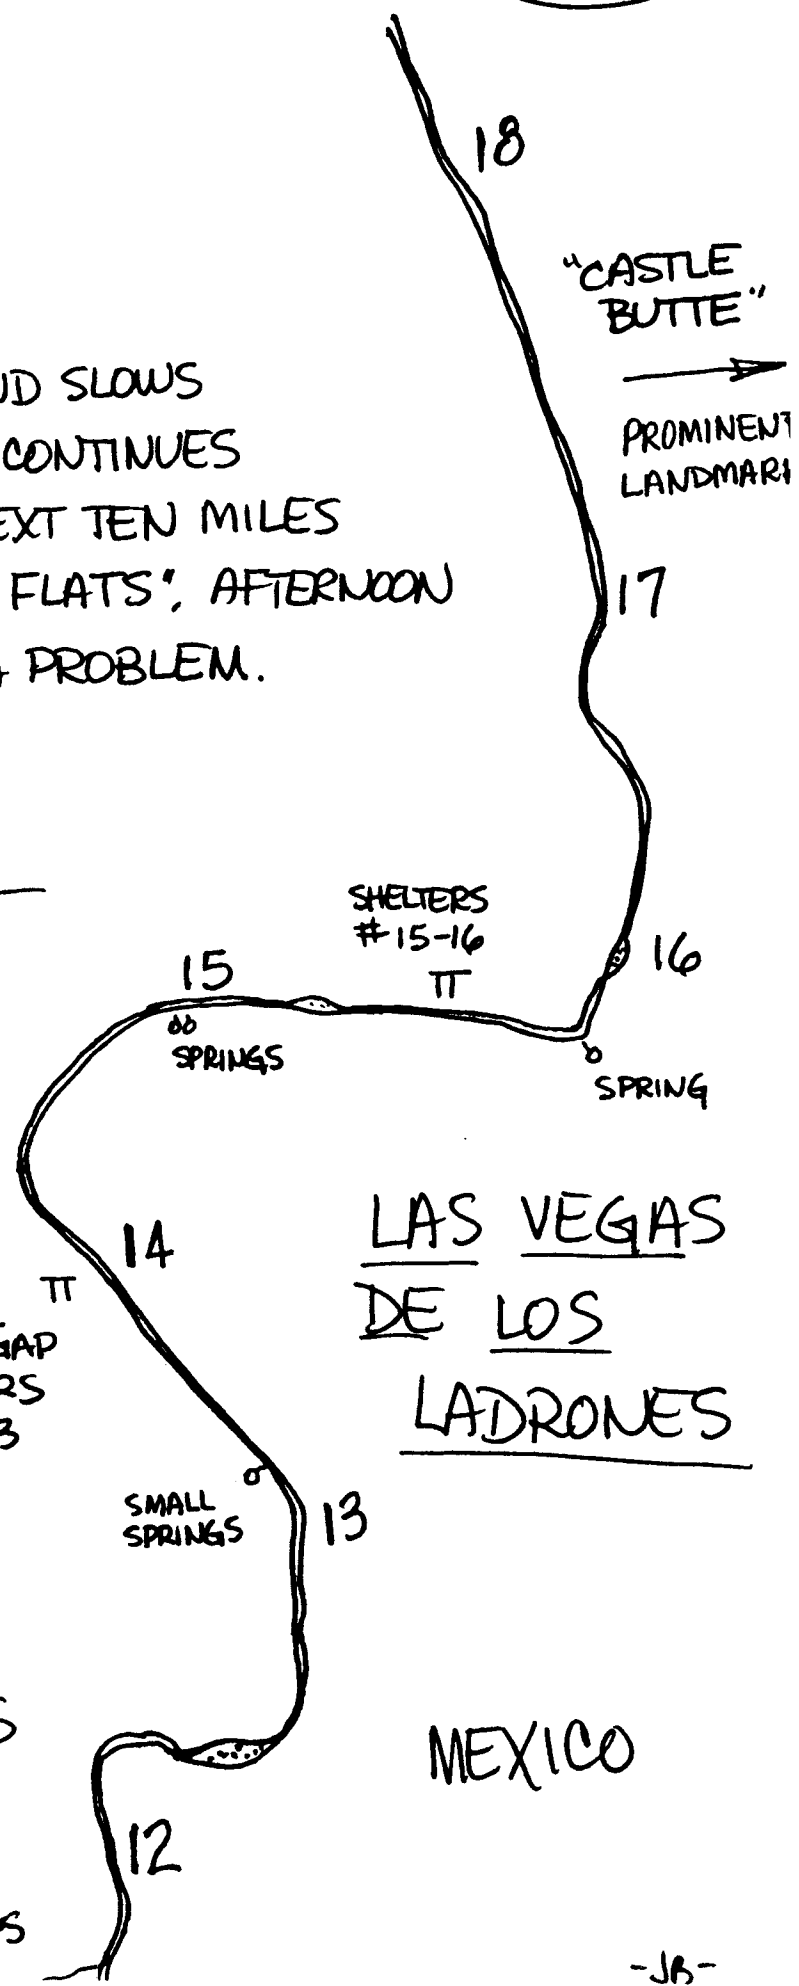 18
"CASTLE
BUTTE"
SLOWS
CONTINUES
TEN MILES
FLATS". AFTERNOON
PROBLEM.
PROMINENT
17
SHELTERS
#15-16
16
15
SPRINGS
SPRING
14
LAS VEGAS
DE LOS
LADRONES
GAP
SMALL
SPRINGS
13
MEXICO
12
-JB-